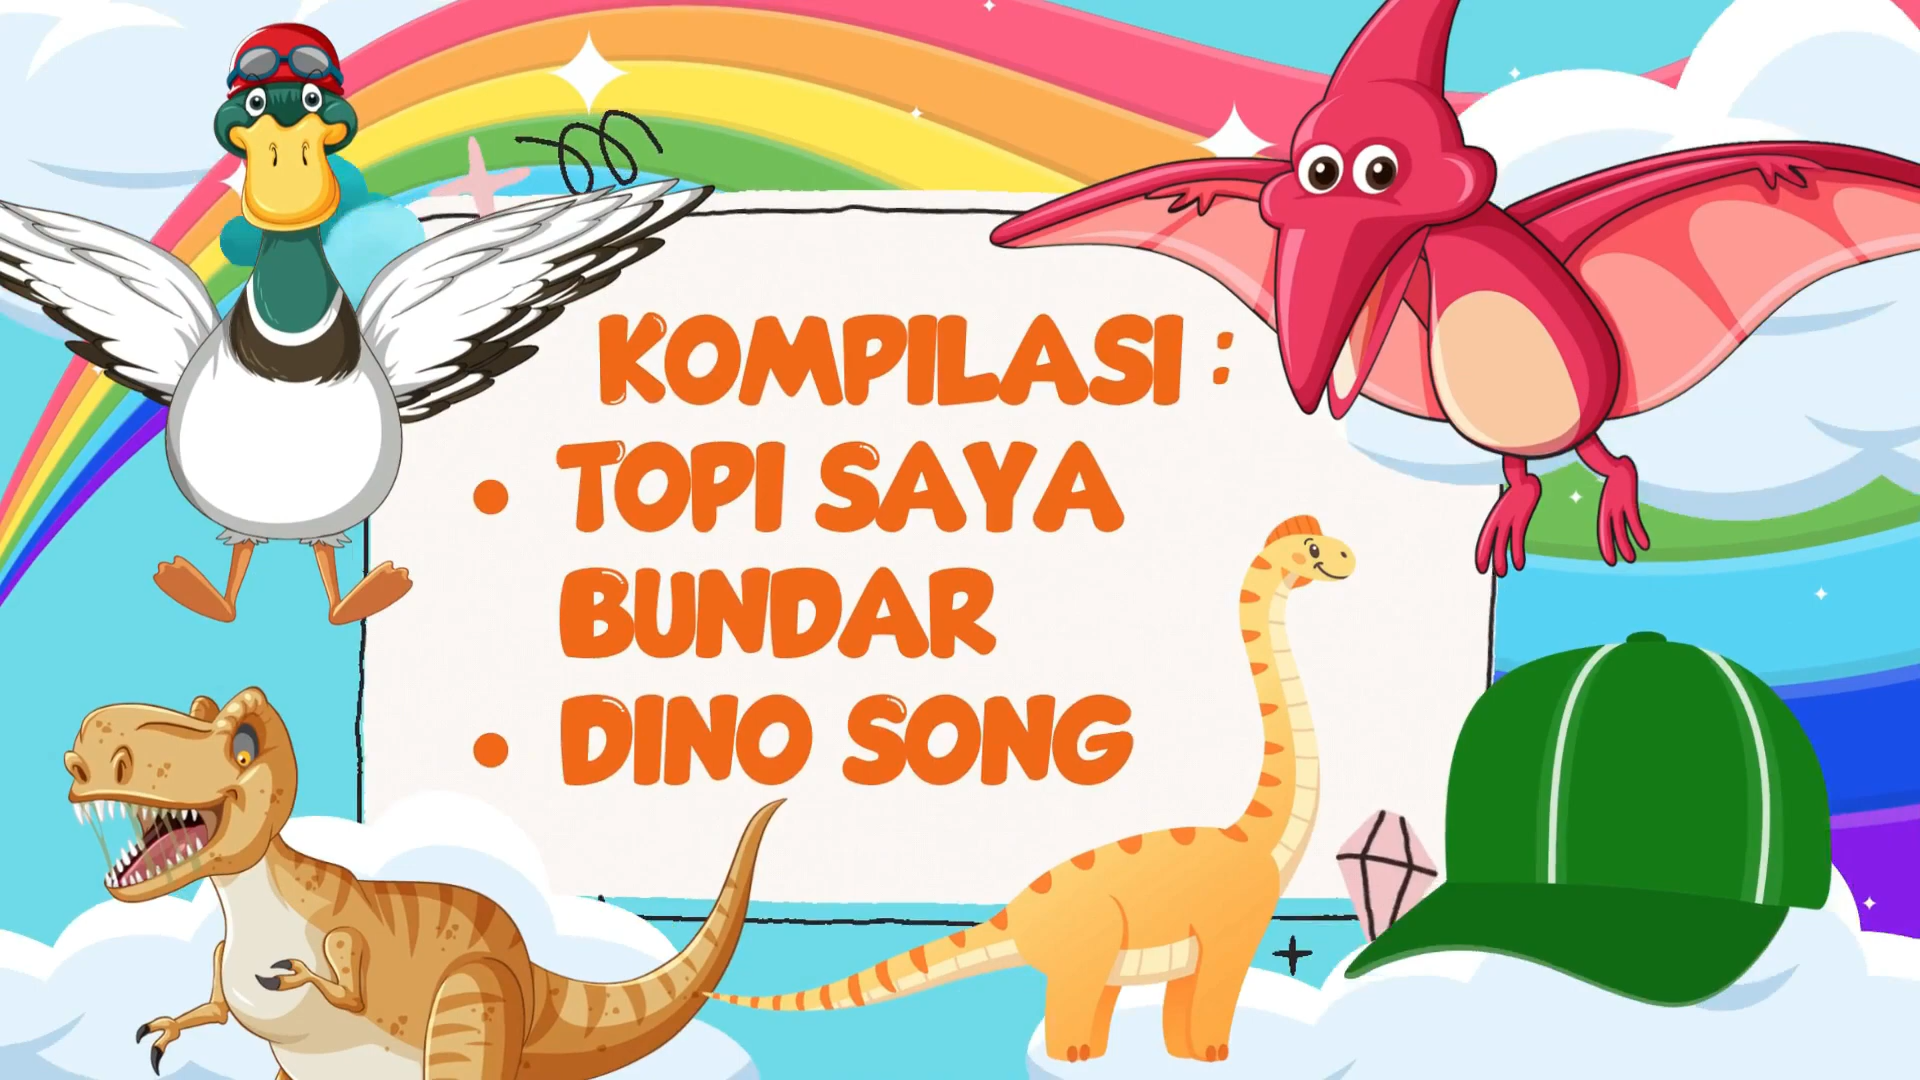 KOMPILASI :
• TOPI SAYA
BUNDAR
• DINO SONG